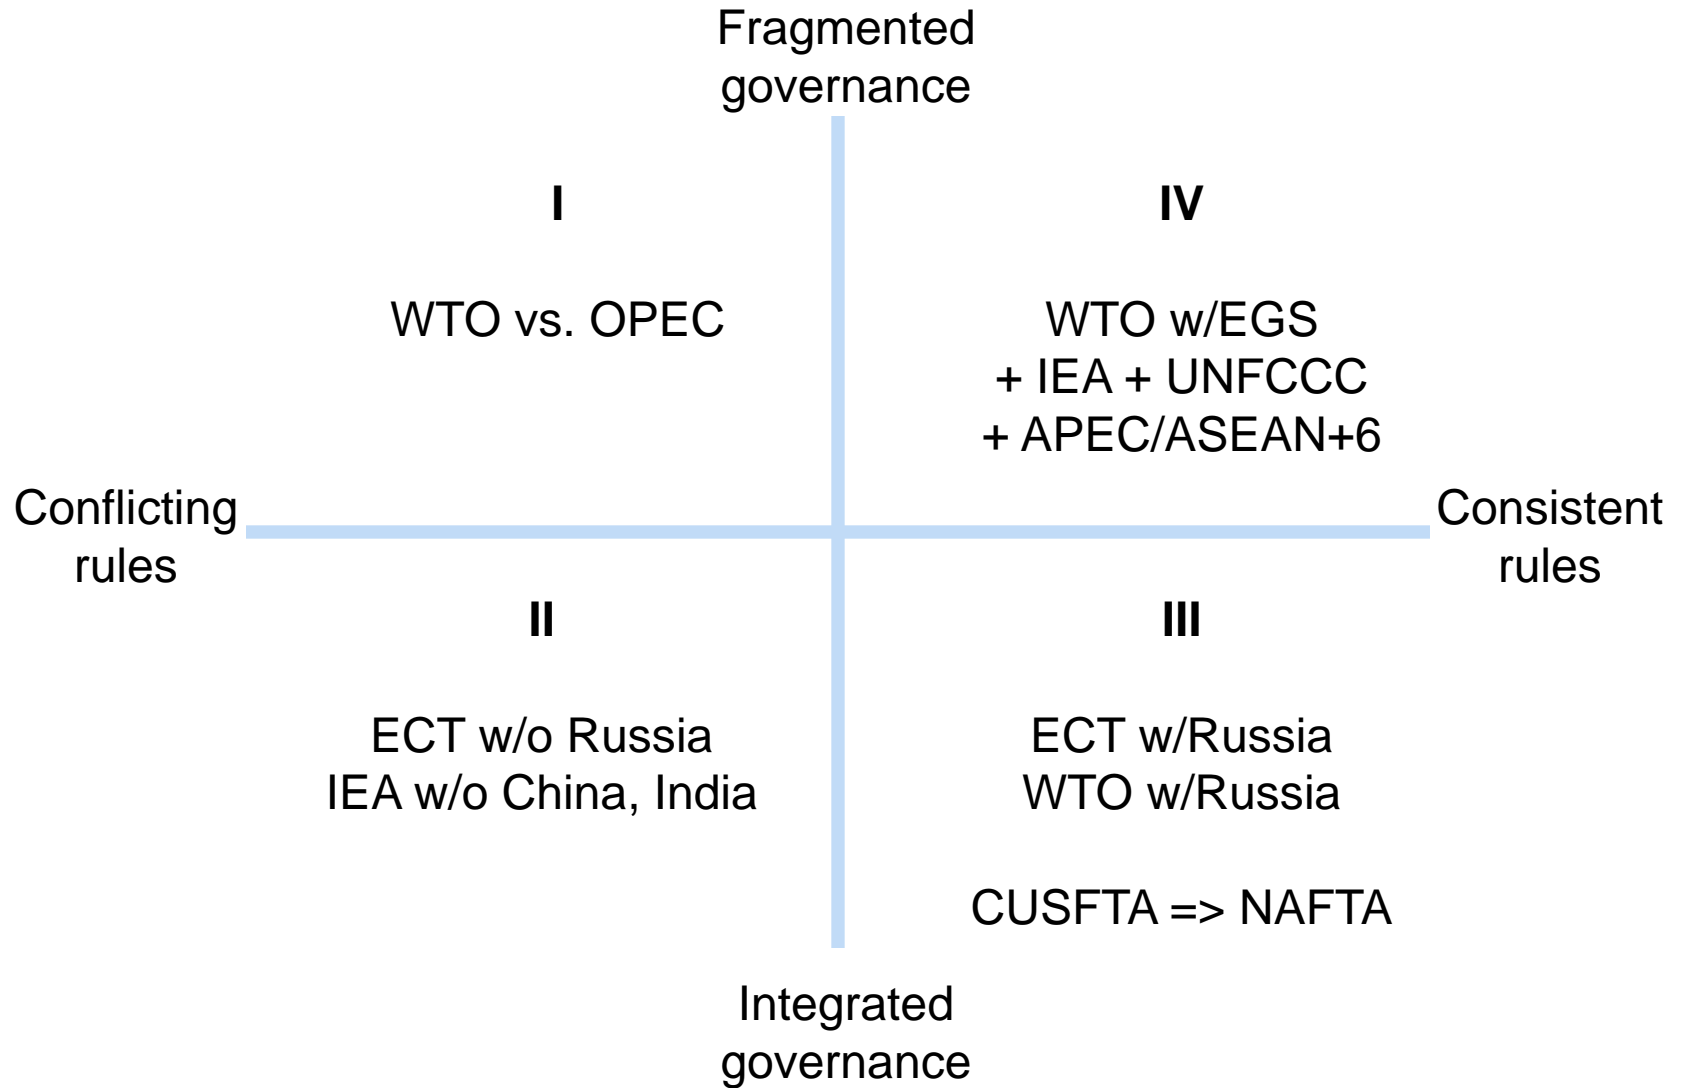 Fragmented
governance
I
WTO vs. OPEC
IV
WTO w/EGS
+ IEA + UNFCCC
+ APEC/ASEAN+6
Conflicting
rules
Consistent
rules
II
ECT w/o Russia
IEA w/o China, India
III
ECT w/Russia
WTO w/Russia
CUSFTA => NAFTA
Integrated
governance